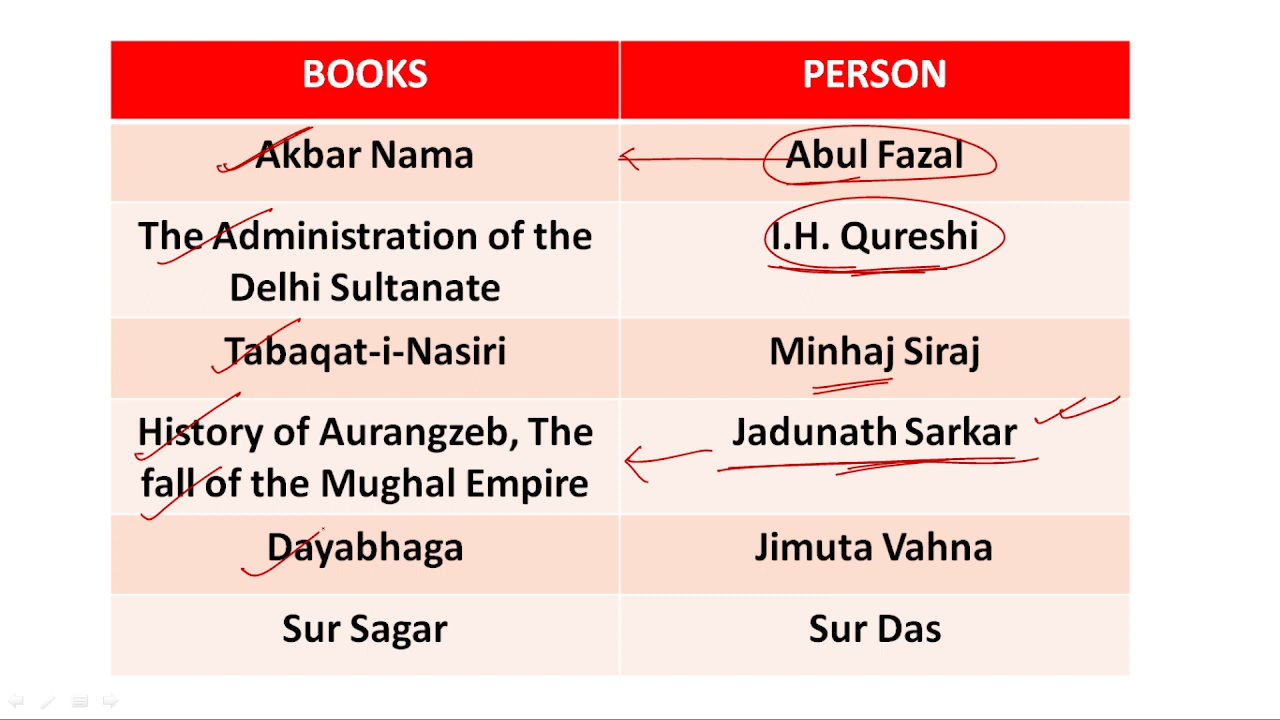 BOOKS PERSON
Akbar Nama Abul Fazal
The Administration of the I.H. Qureshi
Delhi Sultanate
Tabaqat-i-Nasiri Minhaj Siraj
History of Aurangzeb, The Jadunath Sarkar
fall of the Mughal Empire
Dayabhaga Jimuta Vahna
Sur Sagar Sur Das